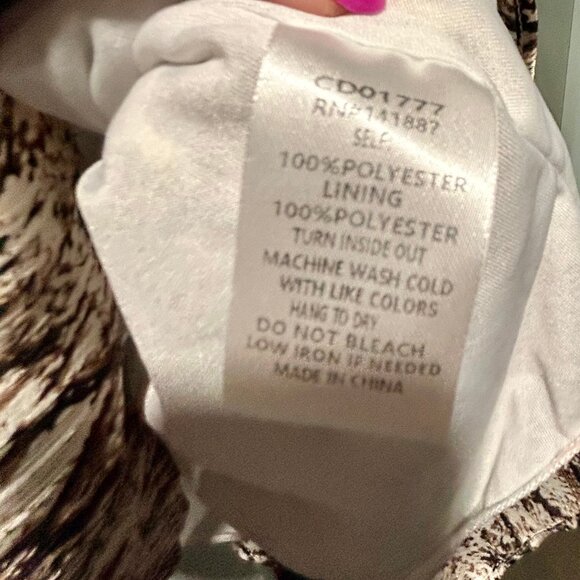 CD01777
RN# 141887
SELF
100%POLYESTER
LINING
100%POLYESTER
TURN INSIDE OUT
MACHINE WASH COLD
WITH LIKE COLORS
HANG TO DRY
DO NOT BLEACH
LOW IRON IF NEEDED
MADE IN CHINA